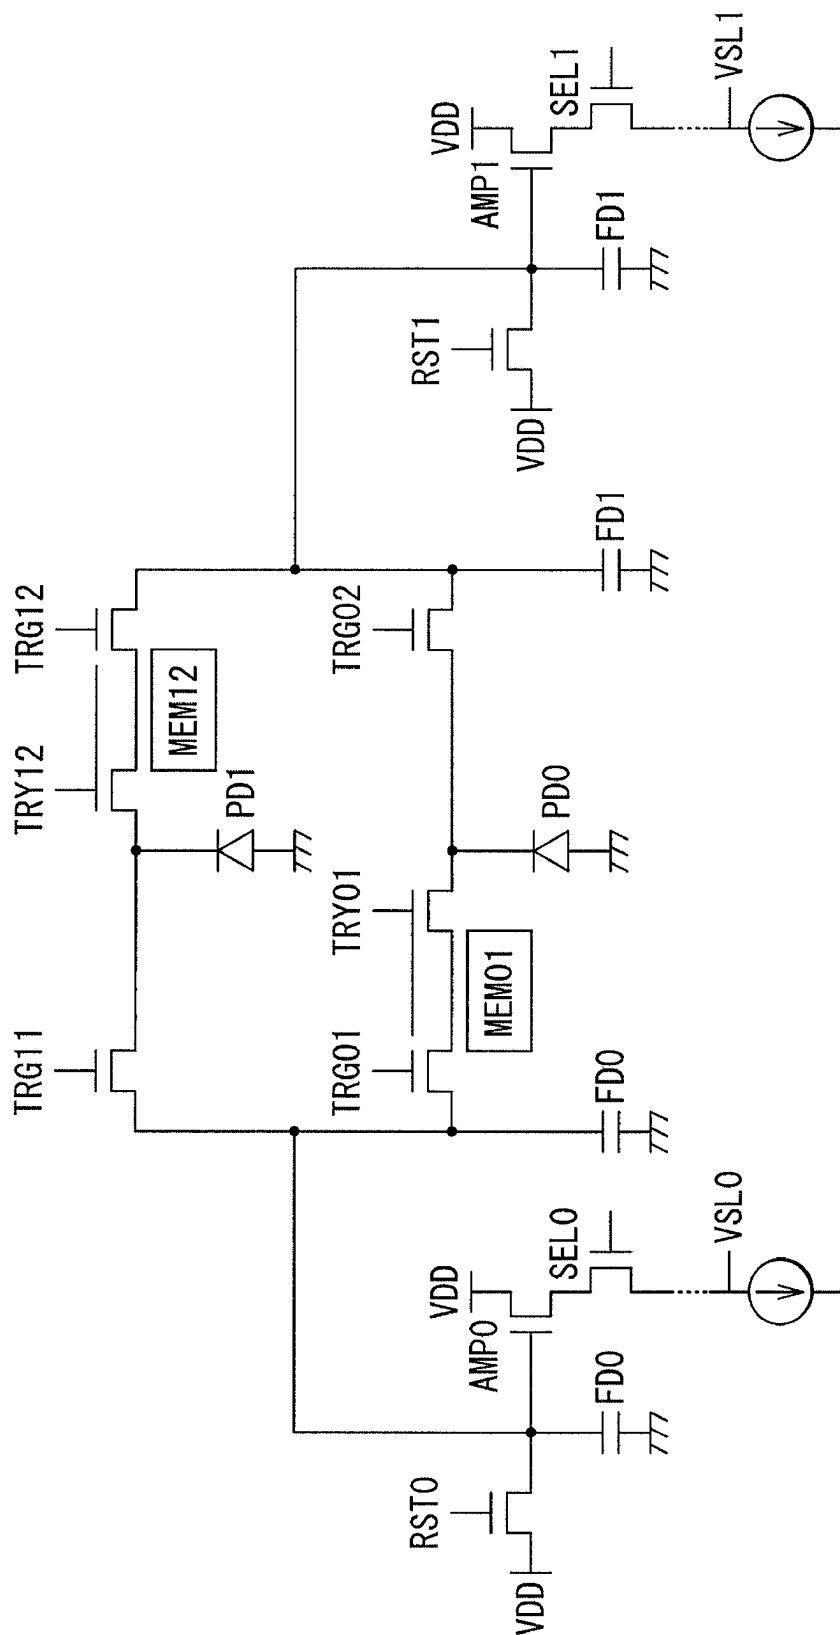 TRG11
TRY12
TRG12
MEM12
PD1
TRG01
TRY01
TRG02
MEM01
PD0
RST0
VDD
AMP0
VDD
SEL0
FD0
VSL0
FD0
FD1
RST1
VDD
AMP1
VDD
SEL1
FD1
VSL1